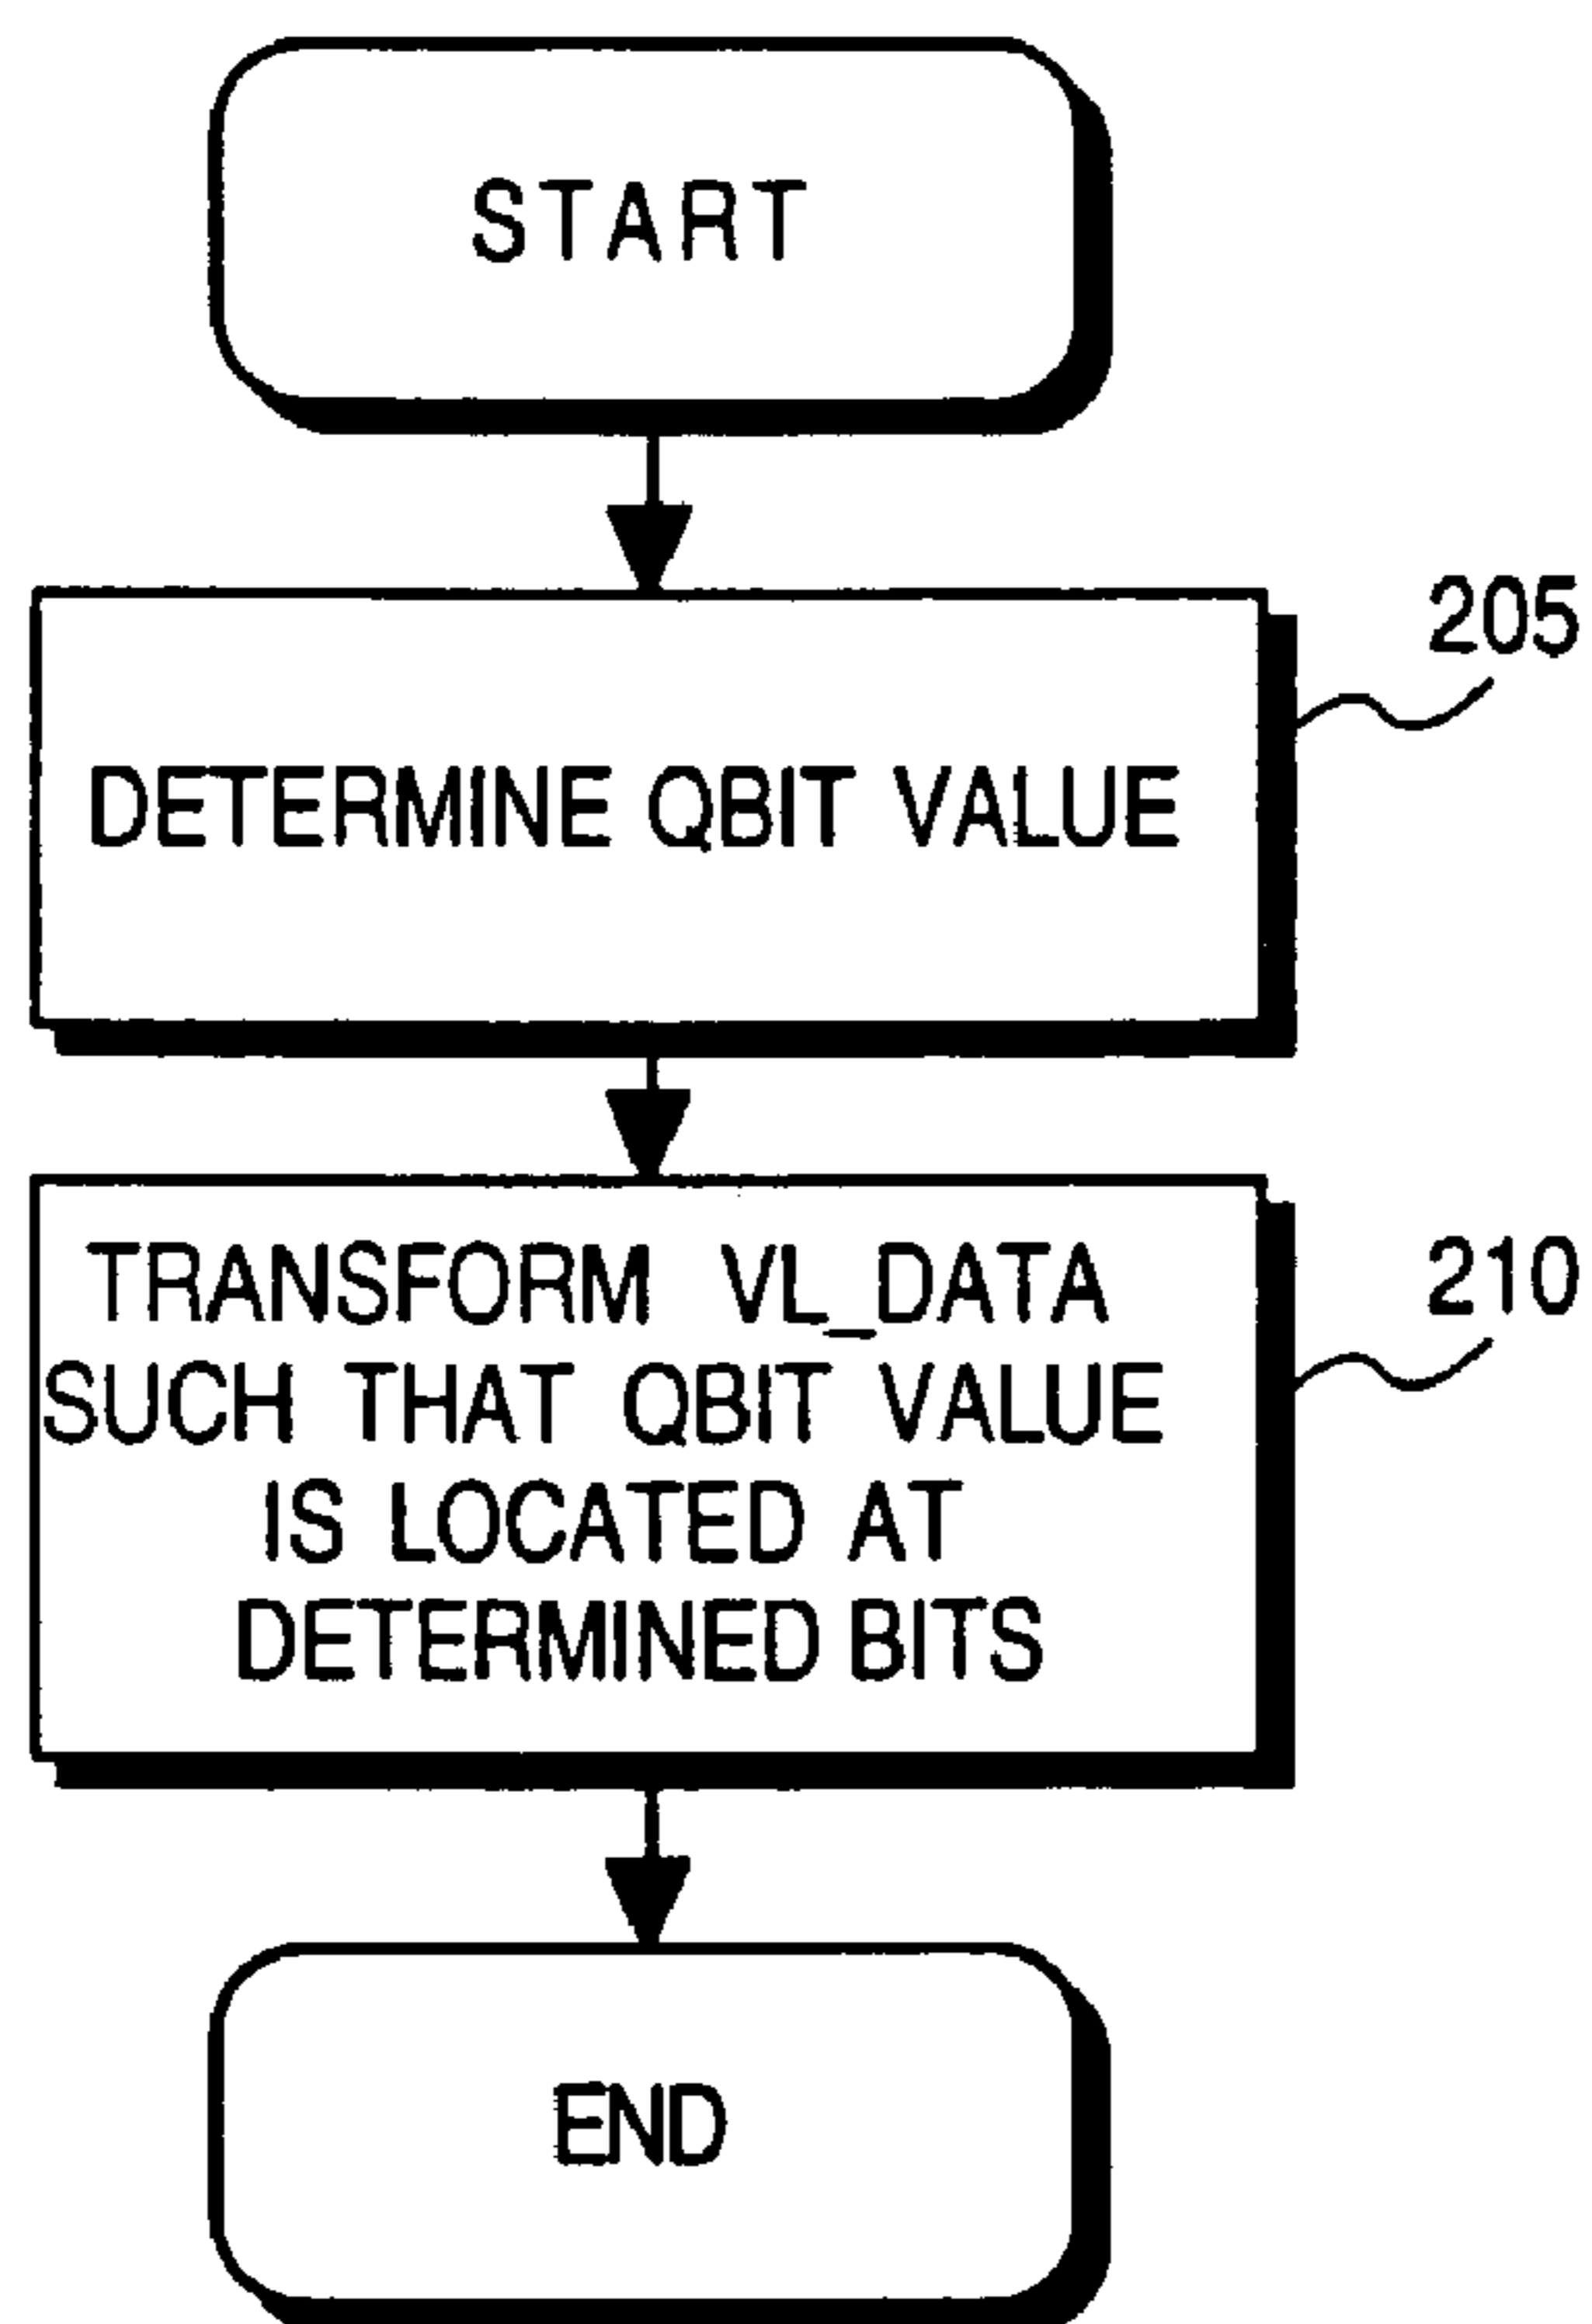 START
205
DETERMINE QBIT VALUE
210
TRANSFORM VL_DATA
SUCH THAT QBIT VALUE
IS LOCATED AT
DETERMINED BITS
END